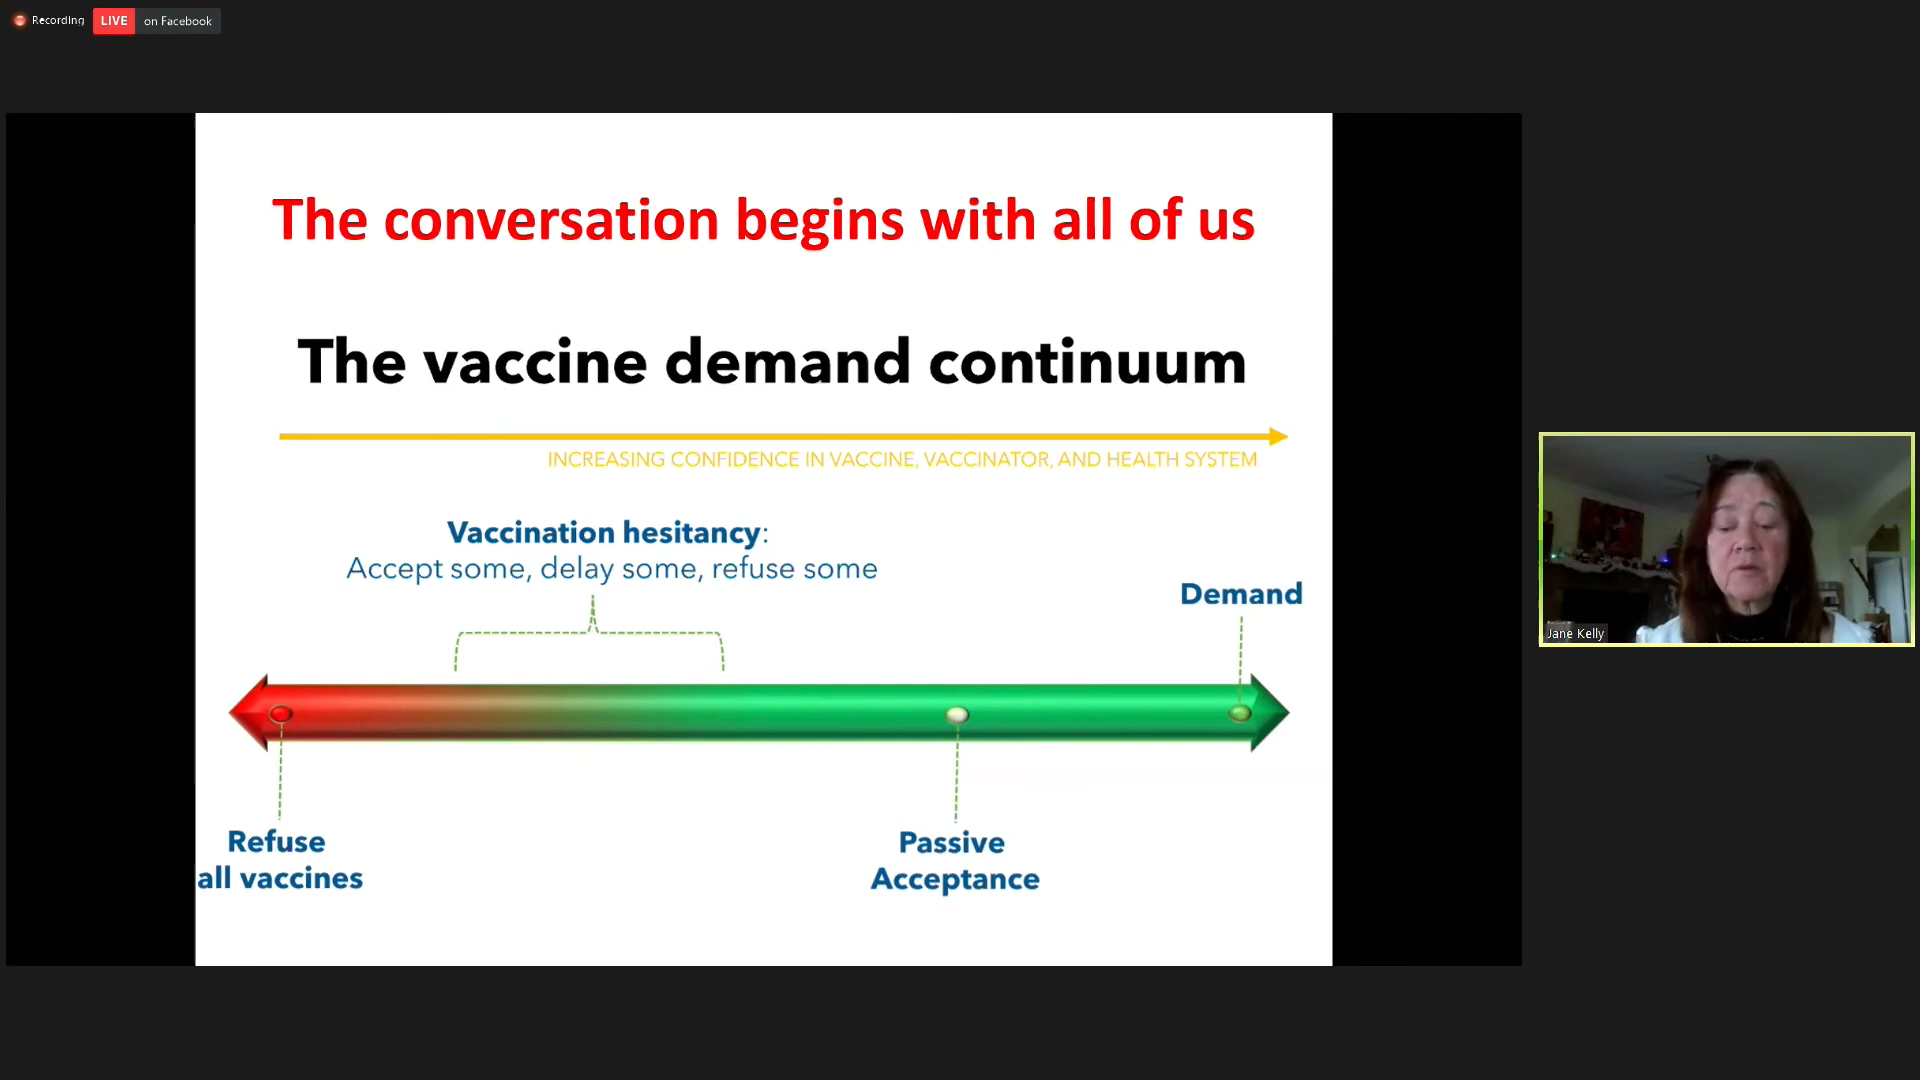 Recording LIVE on Facebook
The conversation begins with all of us
The vaccine demand continuum
INCREASING CONFIDENCE IN VACCINE, VACCINATOR, AND HEALTH SYSTEM
Vaccination hesitancy:
Accept some, delay some, refuse some
Demand
Refuse
all vaccines
Passive
Acceptance
Jane Kelly